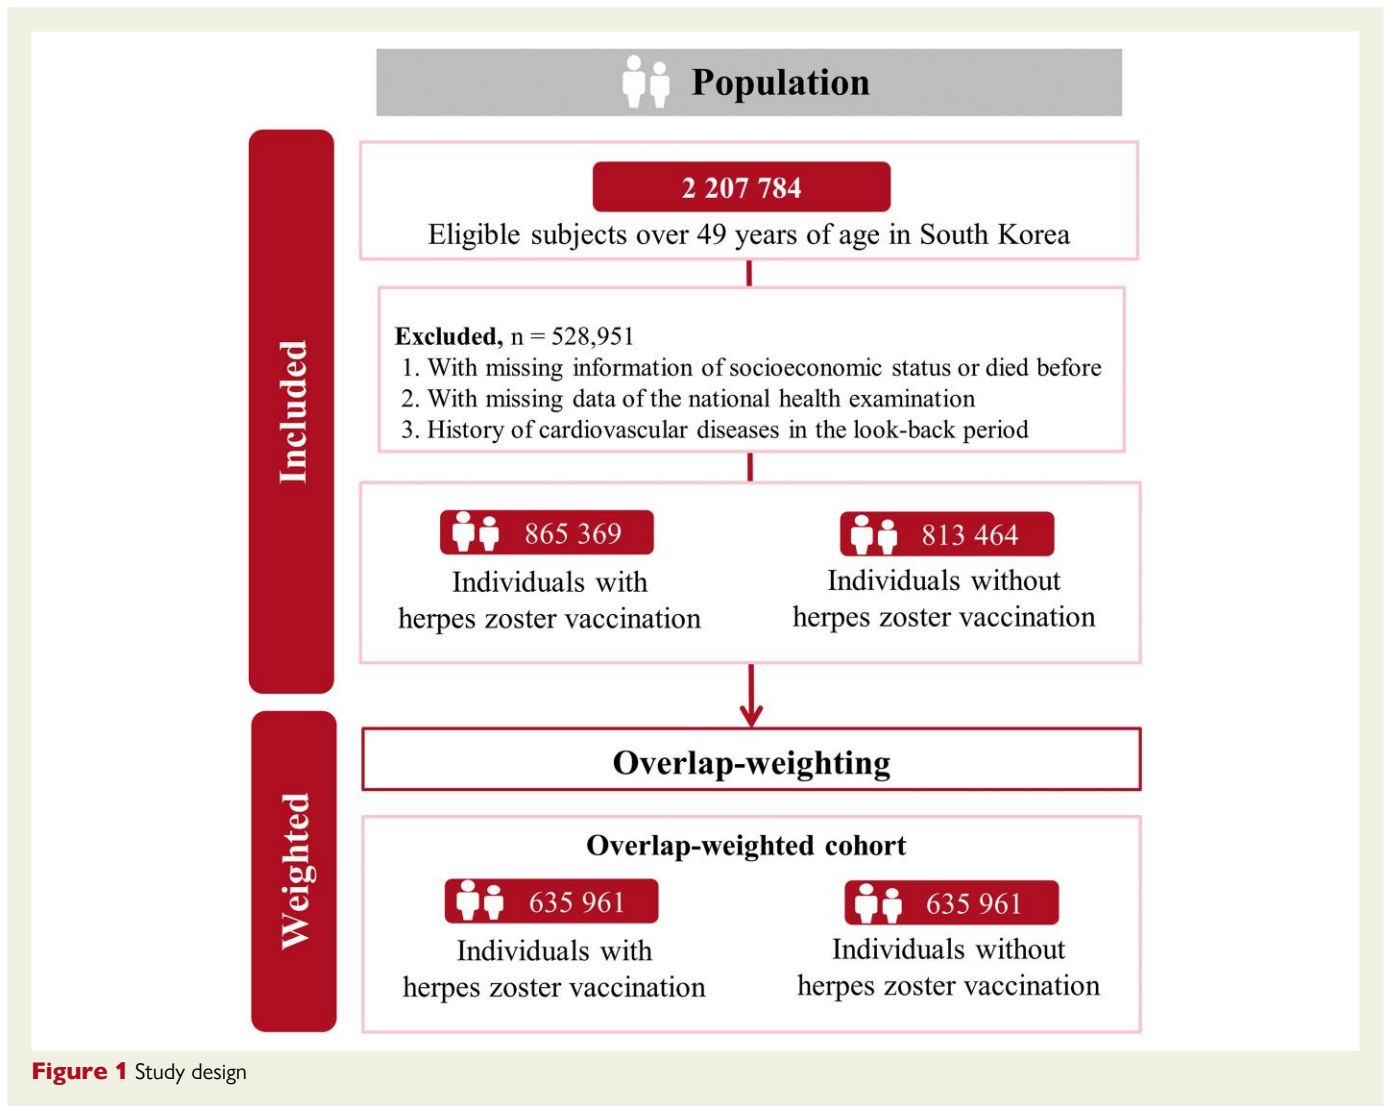 Population
Included
2 207 784
Eligible subjects over 49 years of age in South Korea
Excluded, n = 528,951
1. With missing information of socioeconomic status or died before
2. With missing data of the national health examination
3. History of cardiovascular diseases in the look-back period
865 369
Individuals with
herpes zoster vaccination
813 464
Individuals without
herpes zoster vaccination
Weighted
Overlap-weighting
Overlap-weighted cohort
635 961
Individuals with
herpes zoster vaccination
635 961
Individuals without
herpes zoster vaccination
Figure 1 Study design